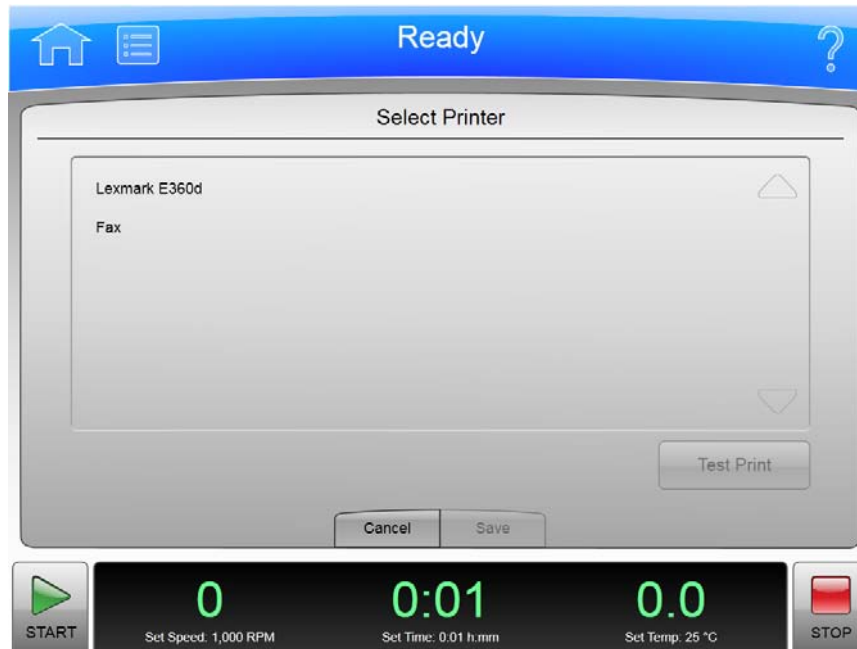 Ready
Select Printer
Lexmark E360d
Fax
Test Print
Cancel Save
0 0:01 0.0
START Set Speed: 1,000 RPM Set Time: 0:01 h:mm Set Temp: 25 °C STOP